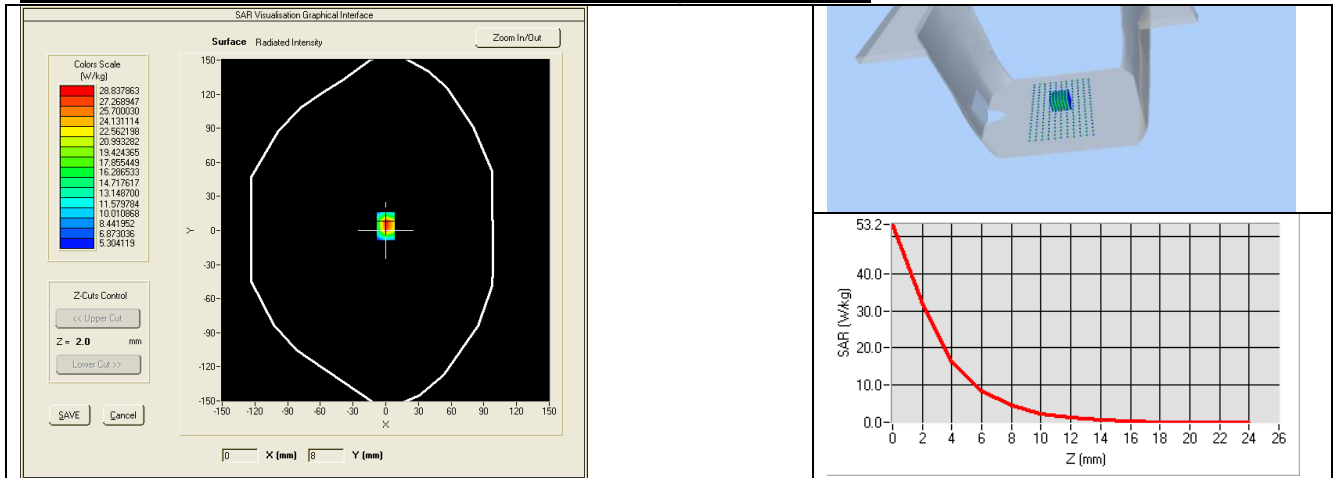 SAR Visualisation Graphical Interface
Surface Radiated Intensity
Zoom In/Out
Colors Scale
(W/kg)
28.837863
27.268947
25.700030
24.131114
22.562198
20.993282
19.424365
17.855449
16.286533
14.717617
13.148700
11.579784
10.010868
8.441952
6.873036
5.304119
Z-Cuts Control
<< Upper Cut
Z = 2.0 mm
Lower Cut >>
SAVE Cancel
150-
120-
90-
60-
30-
Y 0-
-30-
-60-
-90-
-120-
-150-
-150 -120 -90 -60 -30 0 30 60 90 120 150
X
0 X (mm) 8 Y (mm)
53.2-
40.0-
30.0-
20.0-
10.0-
0.0-
SAR (W/kg)
0 2 4 6 8 10 12 14 16 18 20 22 24 26
Z (mm)